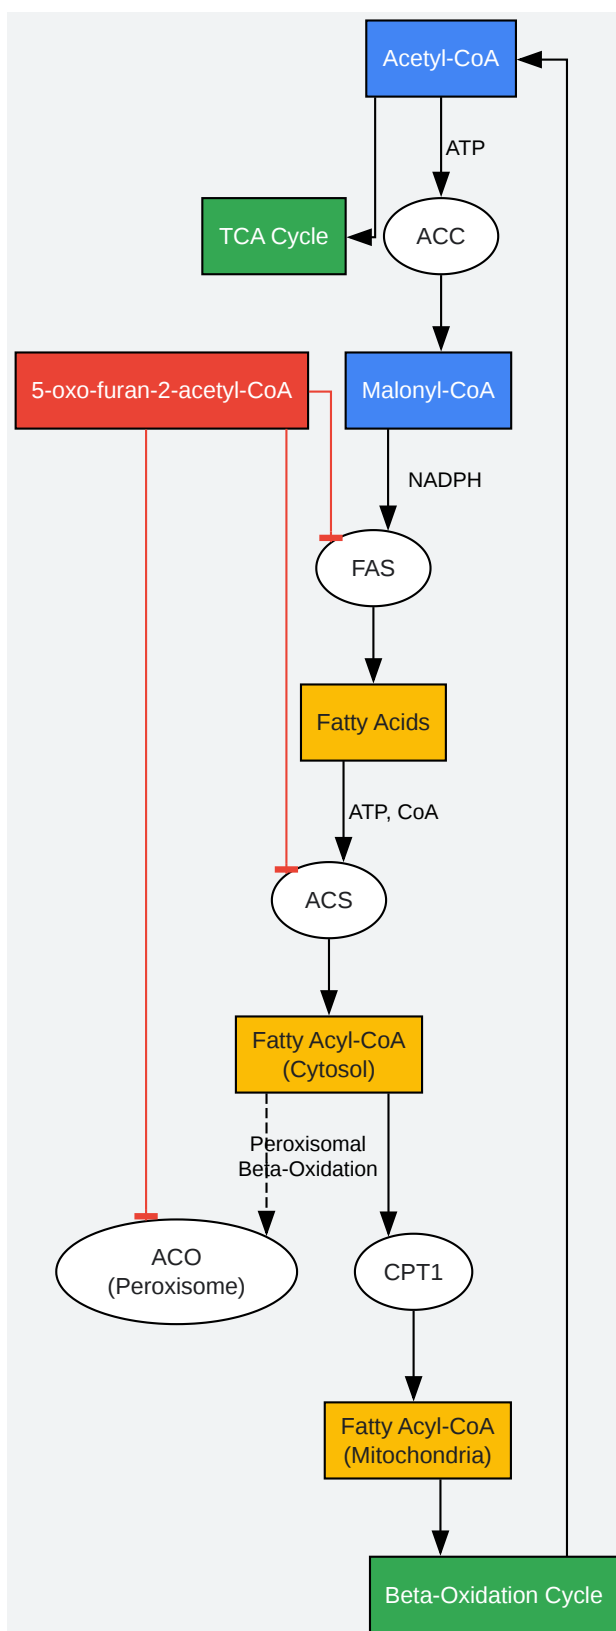 Acetyl-CoA
ATP
TCA Cycle
ACC
5-oxo-furan-2-acetyl-CoA
Malonyl-CoA
NADPH
FAS
Fatty Acids
ATP, CoA
ACS
Fatty Acyl-CoA
(Cytosol)
Peroxisomal
Beta-Oxidation
ACO
(Peroxisome)
CPT1
Fatty Acyl-CoA
(Mitochondria)
Beta-Oxidation Cycle